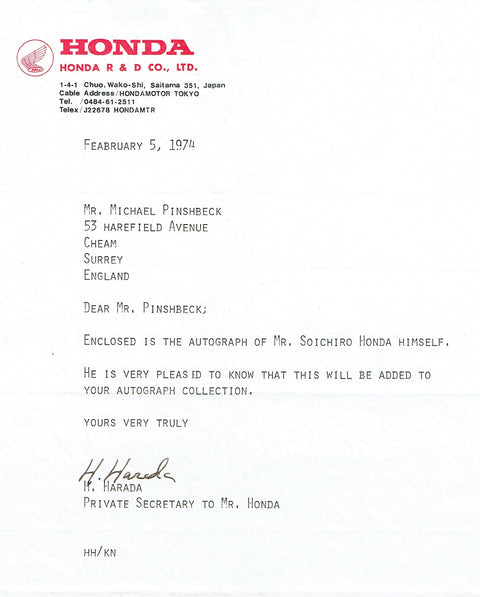 HONDA
HONDA R & D CO., LTD.
1-4-1 Chuo. Wako-Shi, Saitama 351, Japan
Cable Address/HONDAMOTOR TOKYO
Tel. /0484-61-2511
Telex/J22678 HONDAMTR
FEABRUARY 5, 1974
MR. MICHAEL PINSHBECK
53 HAREFIELD AVENUE
CHEAM
SURREY
ENGLAND
DEAR MR. PINSHBECK;
ENCLOSED IS THE AUTOGRAPH OF MR. SOICHIRO HONDA HIMSELF.
HE IS VERY PLEASED TO KNOW THAT THIS WILL BE ADDED TO
YOUR AUTOGRAPH COLLECTION.
YOURS VERY TRULY
H. Harada
H. HARADA
PRIVATE SECRETARY TO MR. HONDA
HH/KN